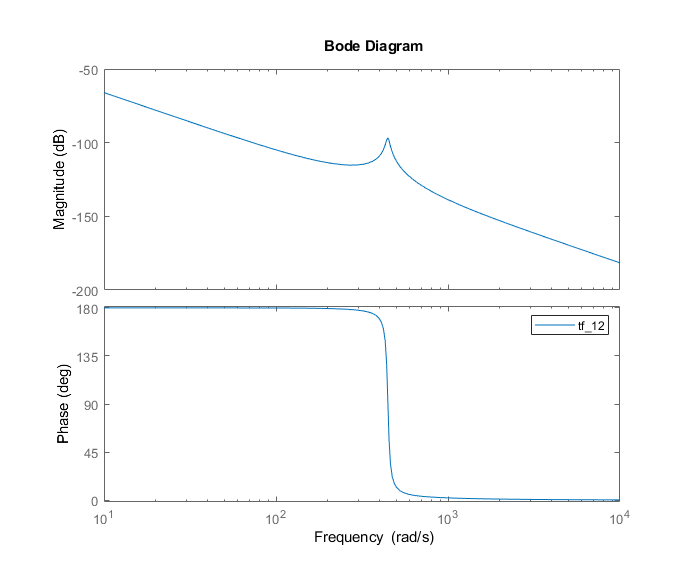 Bode Diagram
Magnitude (dB)
-50
-100
-150
-200
Phase (deg)
180
135
90
45
0
tf_12
10^1
10^2
10^3
10^4
Frequency (rad/s)